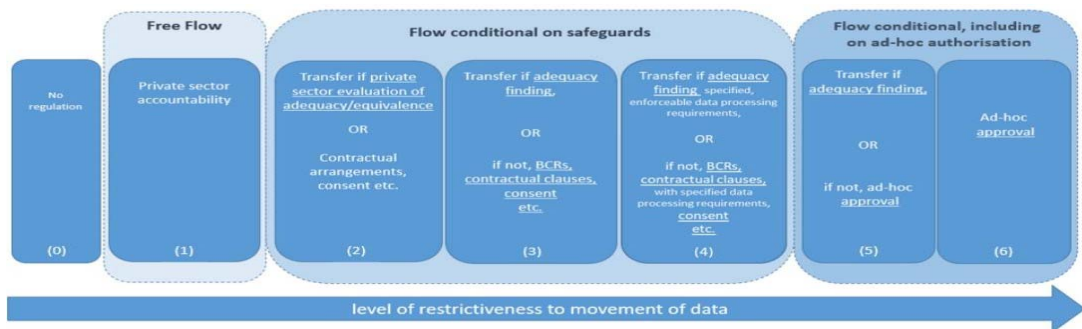 Free Flow
Flow conditional on safeguards
Flow conditional, including
on ad-hoc authorisation
No
regulation
(0)
Private sector
accountability
(1)
Transfer if private
sector evaluation of
adequacy/equivalence
OR
Contractual
arrangements,
consent etc.
(2)
Transfer if adequacy
finding,
OR
if not, BCRs,
contractual clauses,
consent
etc.
(3)
Transfer if adequacy
finding specified,
enforceable data processing
requirements,
OR
if not, BCRs,
contractual clauses,
with specified data
processing requirements,
consent
etc.
(4)
Transfer if
adequacy finding,
OR
if not, ad-hoc
approval
(5)
Ad-hoc
approval
(6)
level of restrictiveness to movement of data